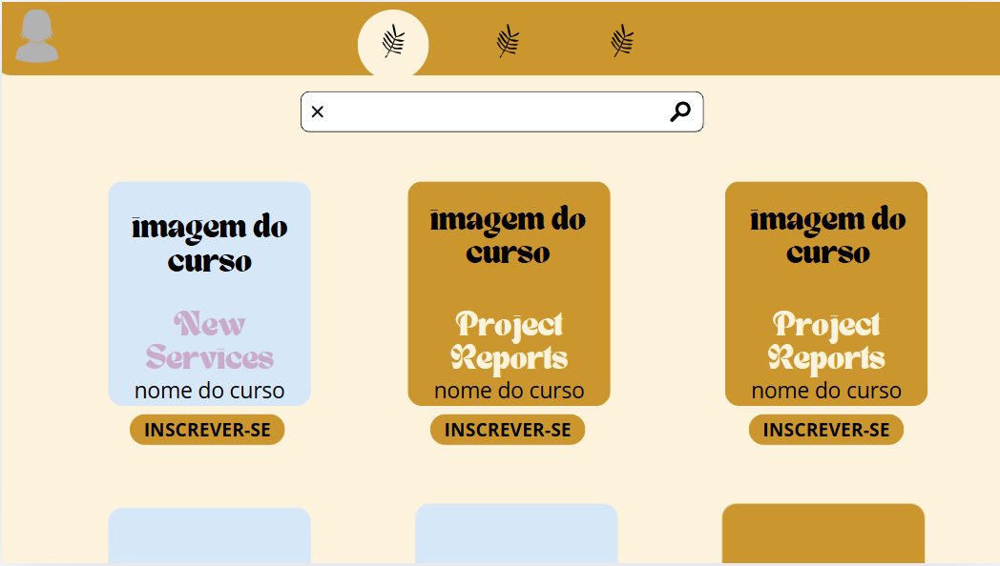 imagem do
curso
New
Services
nome do curso
INSCREVER-SE
imagem do
curso
Project
Reports
nome do curso
INSCREVER-SE
imagem do
curso
Project
Reports
nome do curso
INSCREVER-SE